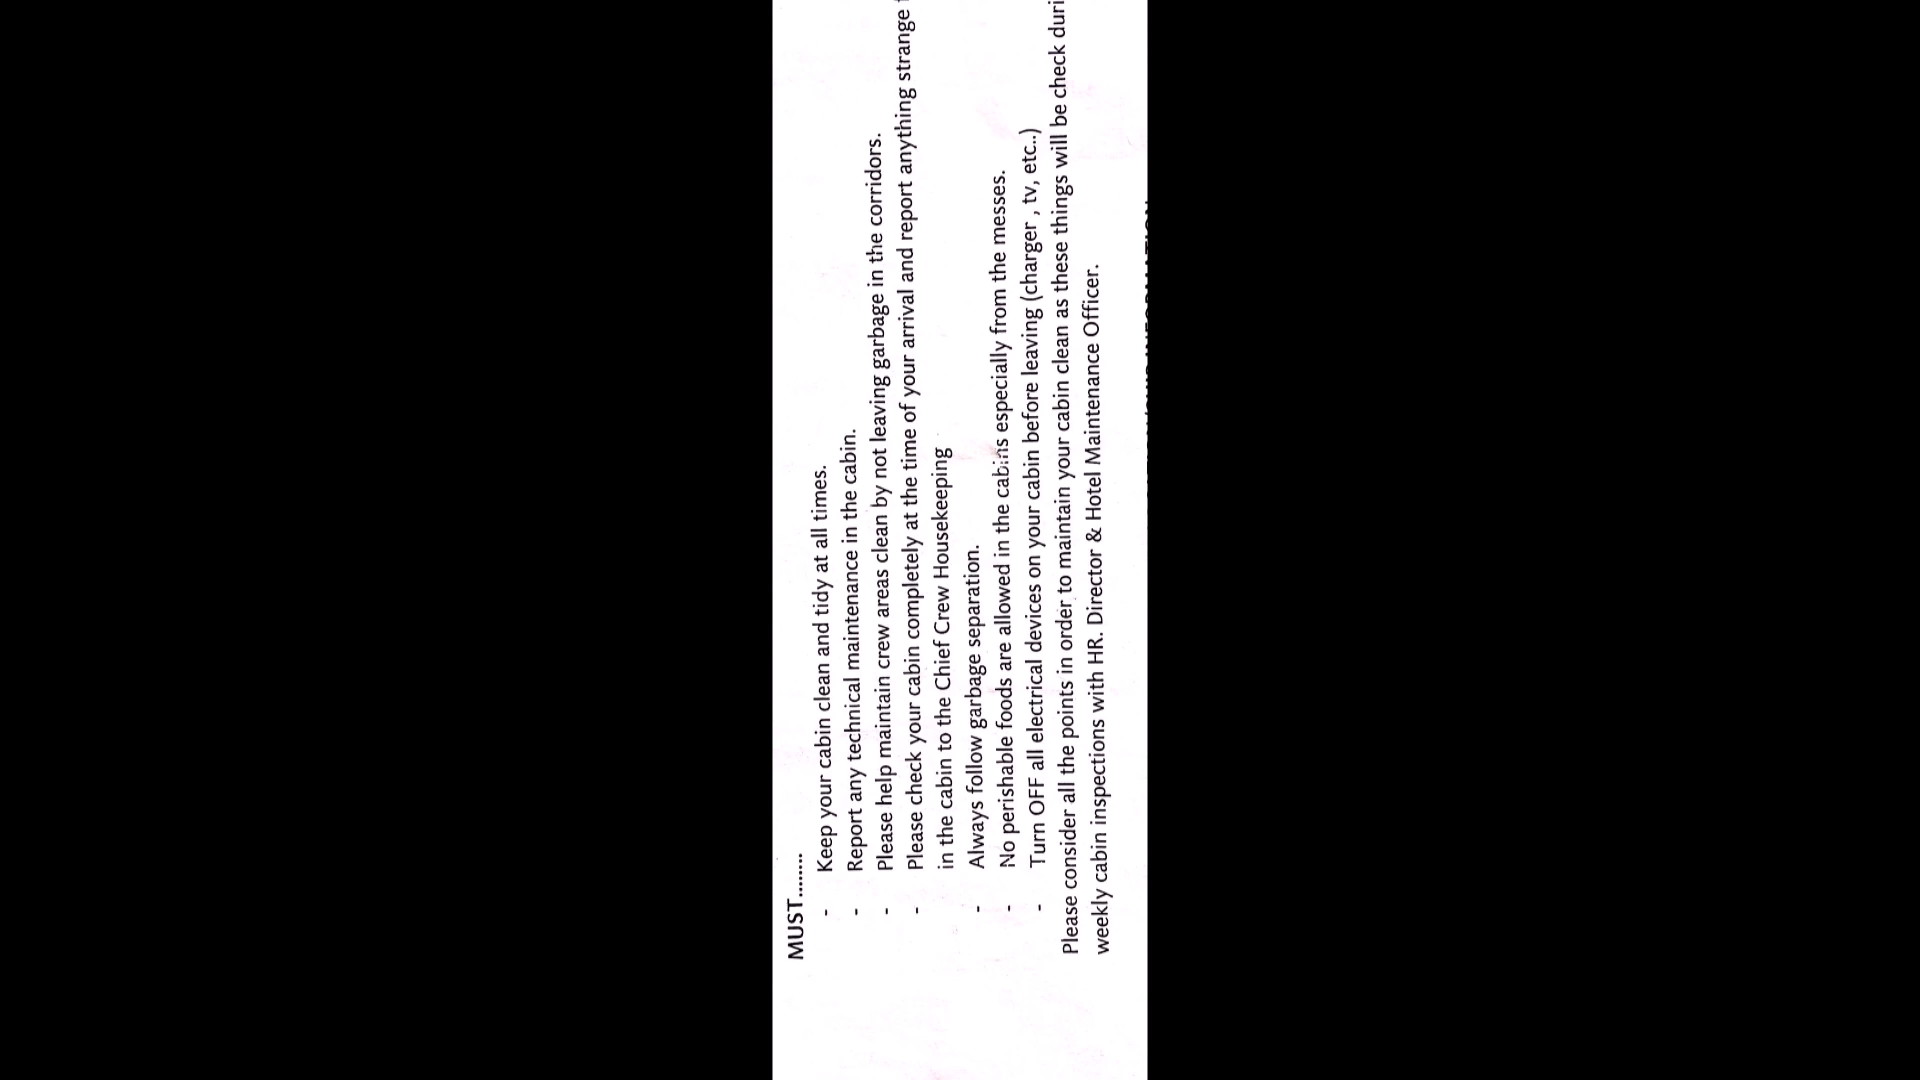 MUST.......
- Keep your cabin clean and tidy at all times.
- Report any technical maintenance in the cabin.
- Please help maintain crew areas clean by not leaving garbage in the corridors.
- Please check your cabin completely at the time of your arrival and report anything strange
in the cabin to the Chief Crew Housekeeping
- Always follow garbage separation.
- No perishable foods are allowed in the cabins especially from the messes.
- Turn OFF all electrical devices on your cabin before leaving (charger , tv, etc..)
Please consider all the points in order to maintain your cabin clean as these things will be check duri
weekly cabin inspections with HR. Director & Hotel Maintenance Officer.